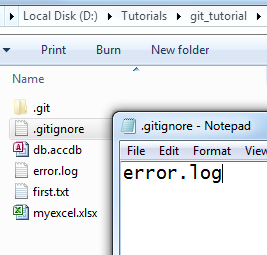 Local Disk (D:) ▸ Tutorials ▸ git_tutorial
Print Burn New folder
Name
.git
.gitignore
db.accdb
error.log
first.txt
myexcel.xlsx
.gitignore - Notepad
File Edit Format View
error.log